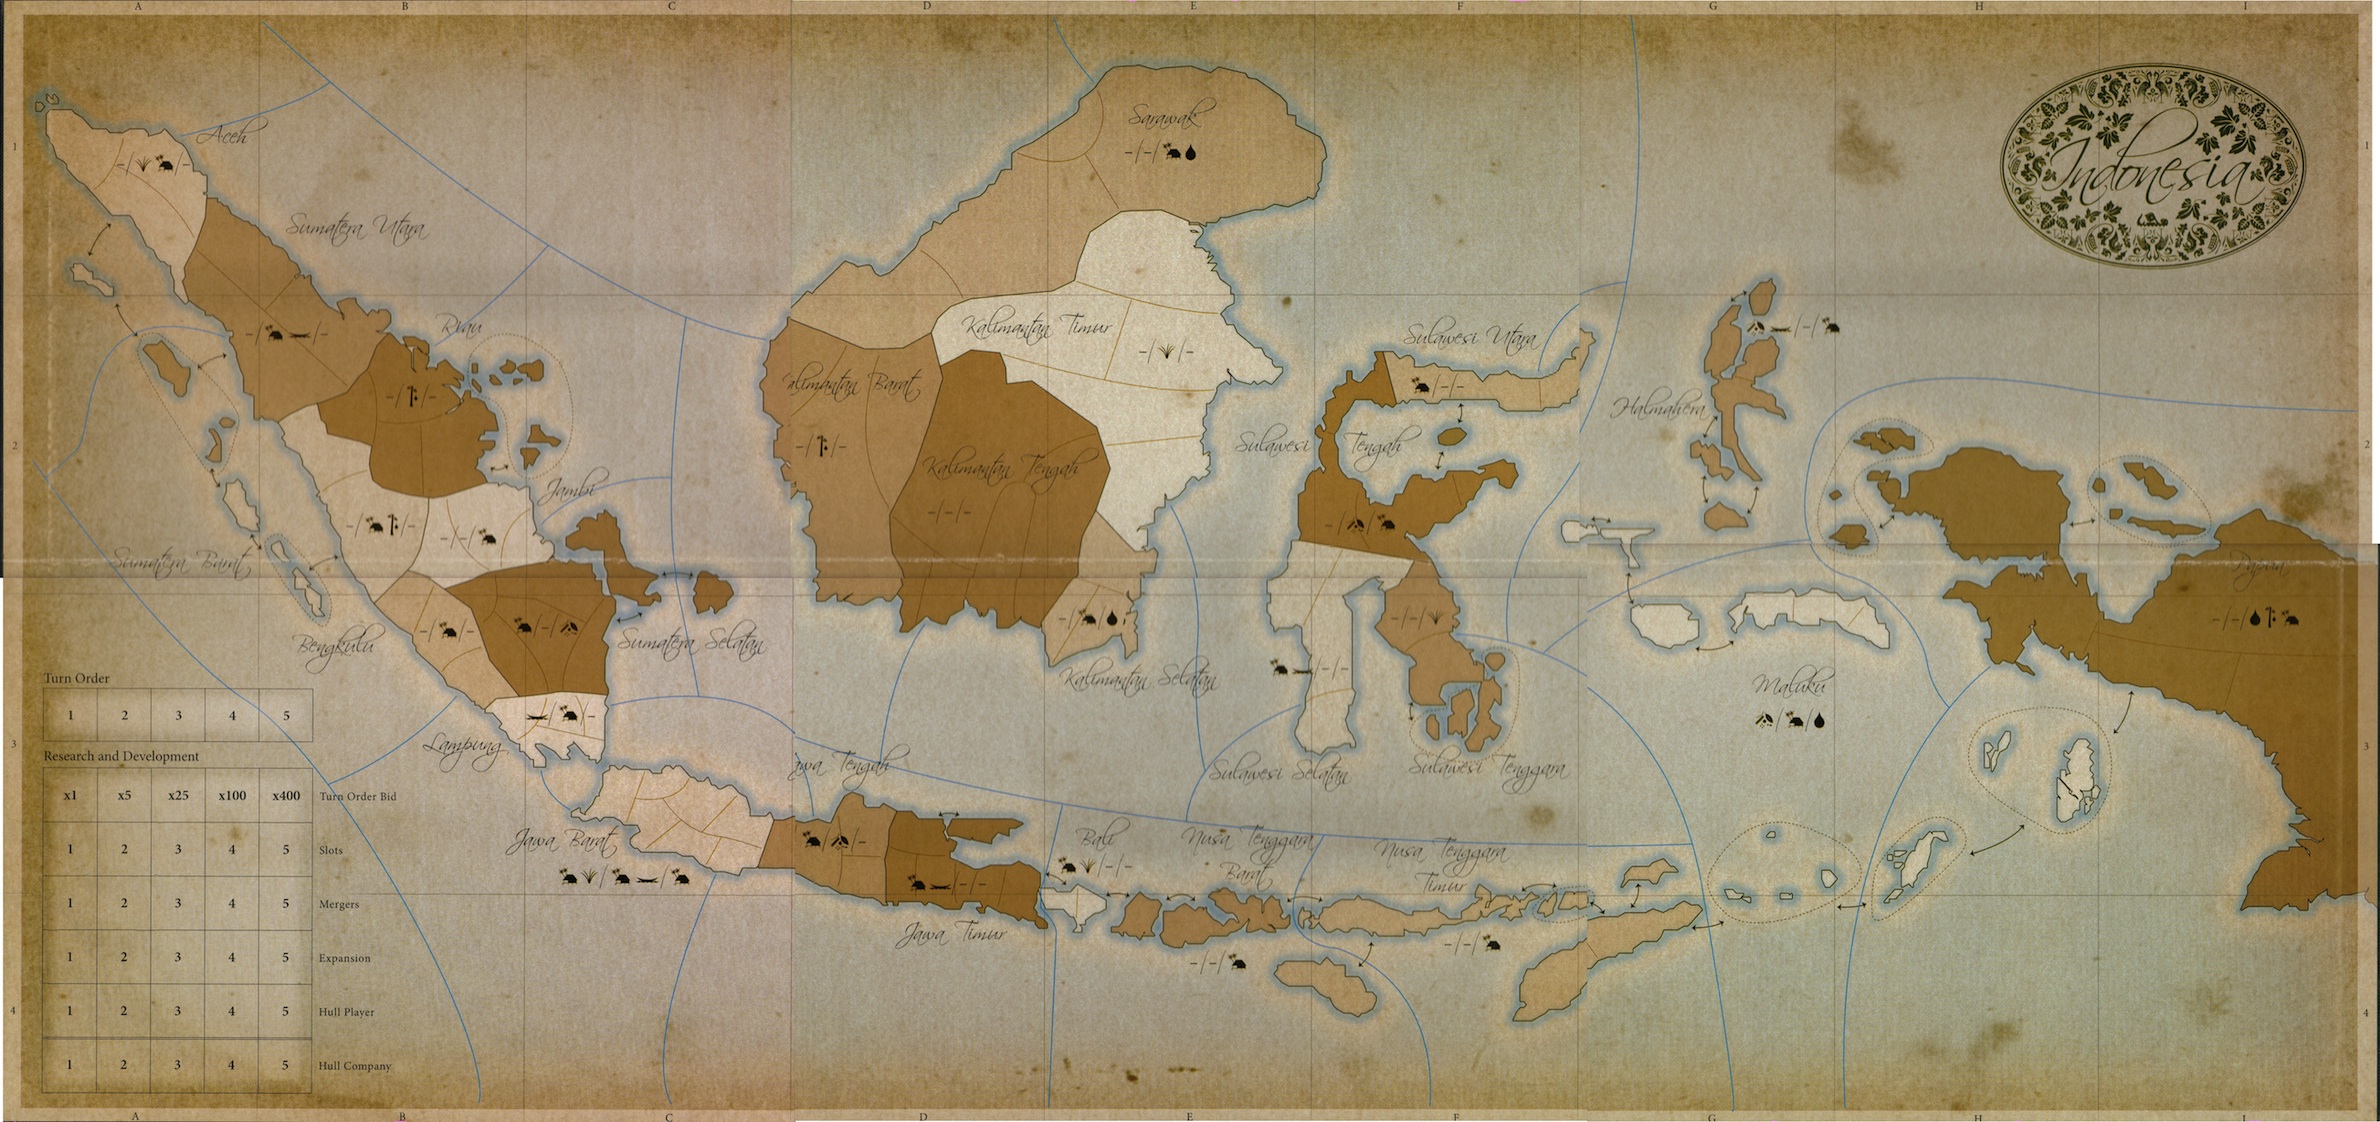 A B C D E F G H I
1 1
Indonesia
Aceh
Sarawak
-/-/
Sumatera Utara
Riau
Kalimantan Timur
Sulawesi Utara
Kalimantan Barat
Halmahera
2 2
Sulawesi Tengah
Kalimantan Tengah
-/-/-
Jambi
Sumatera Barat
Papua
Bengkulu
Sumatera Selatan
Kalimantan Selatan
Maluku
Turn Order
1 2 3 4 5
3 3
Lampung
Jawa Tengah
Sulawesi Selatan
Sulawesi Tenggara
Research and Development
x1 x5 x25 x100 x400 Turn Order Bid
Jawa Barat
Bali
Nusa Tenggara
Barat
Nusa Tenggara
Timur
1 2 3 4 5 Slots
1 2 3 4 5 Mergers
Jawa Timur
1 2 3 4 5 Expansion
1 2 3 4 5 Hull Player
4 4
1 2 3 4 5 Hull Company
A B C D E F G H I